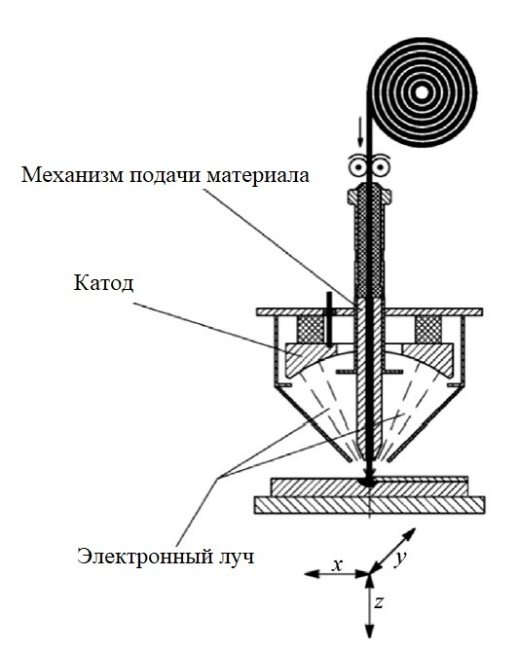 Механизм подачи материала
Катод
Электронный луч
x
y
z